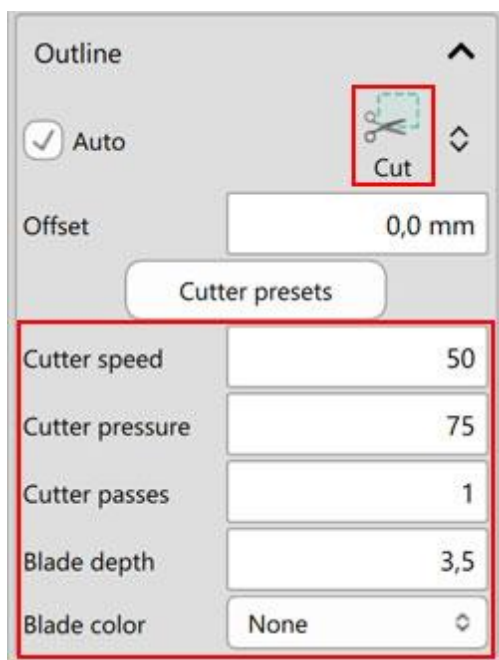 Outline
Auto
Cut
Offset 0,0 mm
Cutter presets
Cutter speed 50
Cutter pressure 75
Cutter passes 1
Blade depth 3,5
Blade color None